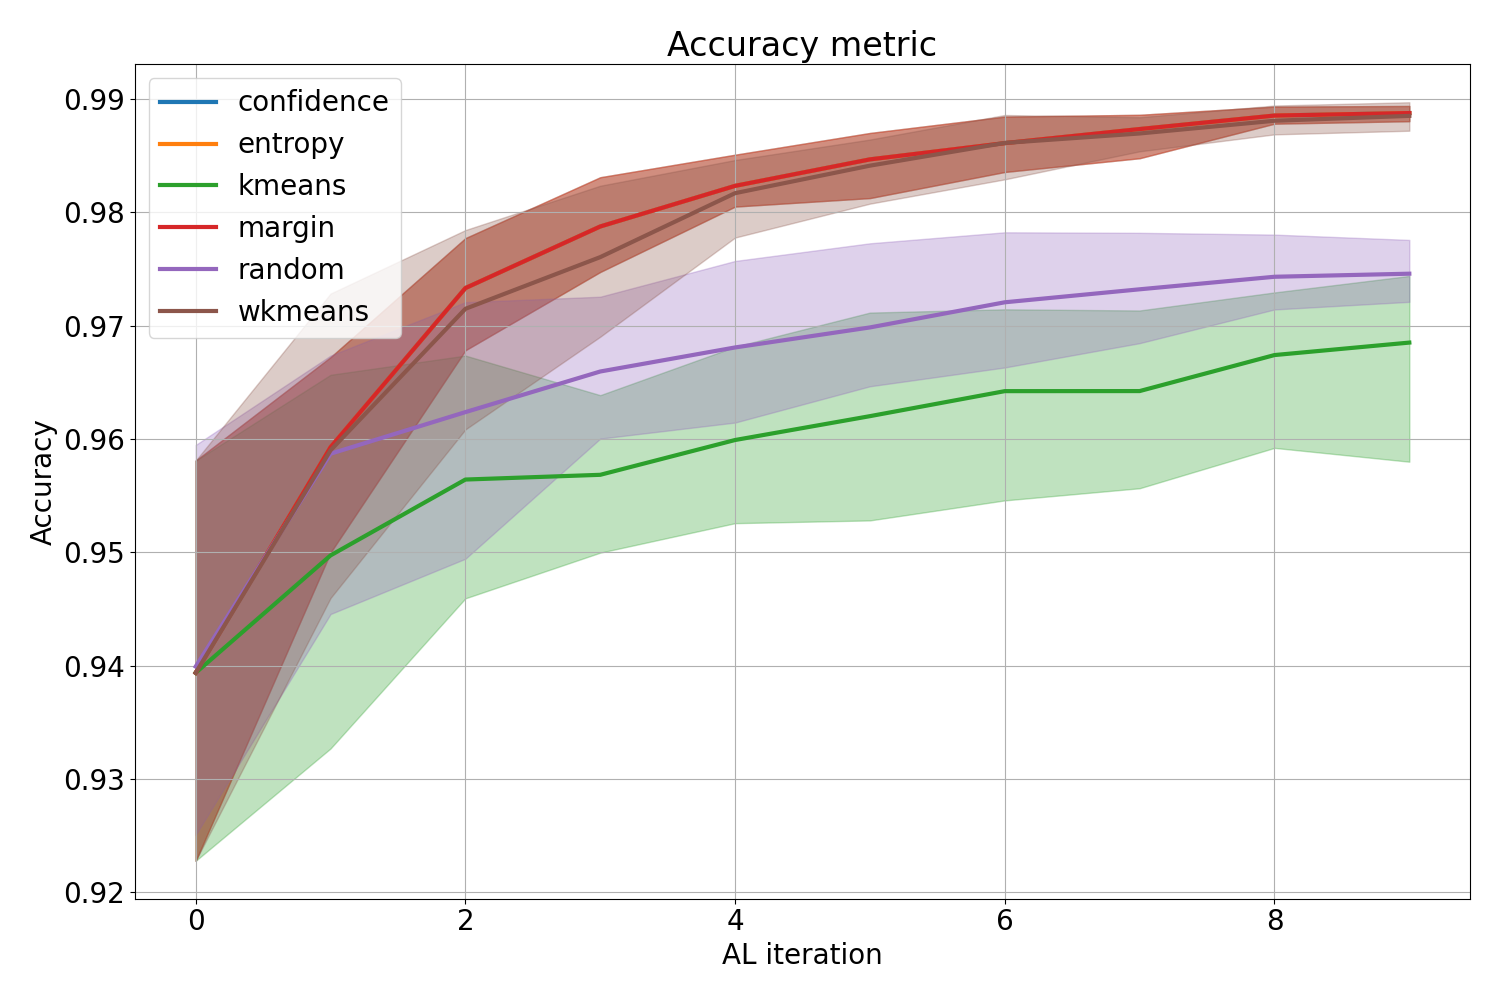 Accuracy metric
0.99
0.98
0.97
0.96
0.95
0.94
0.93
0.92
Accuracy
confidence
entropy
kmeans
margin
random
wkmeans
0 2 4 6 8
AL iteration